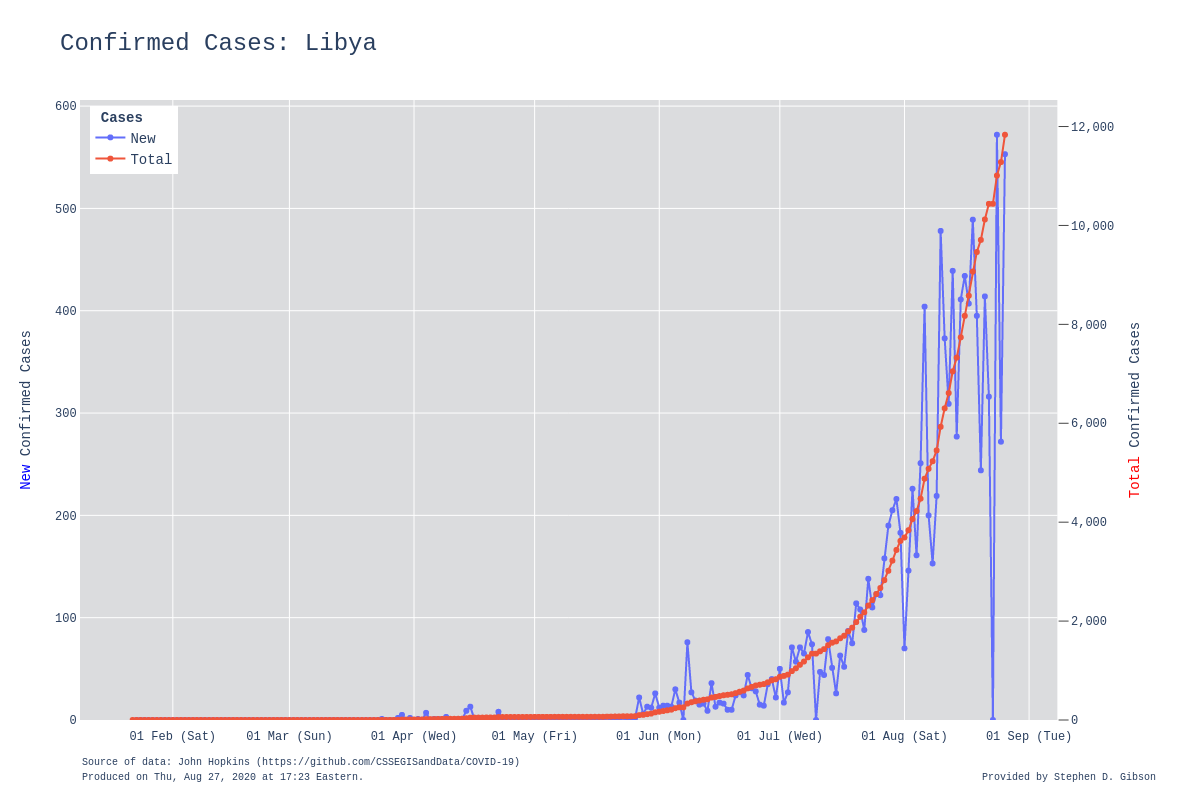 Confirmed Cases: Libya
Cases
New
Total
600
500
400
300
200
100
0
12,000
10,000
8,000
6,000
4,000
2,000
0
New Confirmed Cases
Total Confirmed Cases
01 Feb (Sat) 01 Mar (Sun) 01 Apr (Wed) 01 May (Fri) 01 Jun (Mon) 01 Jul (Wed) 01 Aug (Sat) 01 Sep (Tue)
Source of data: John Hopkins (https://github.com/CSSEGISandData/COVID-19)
Produced on Thu, Aug 27, 2020 at 17:23 Eastern.
Provided by Stephen D. Gibson